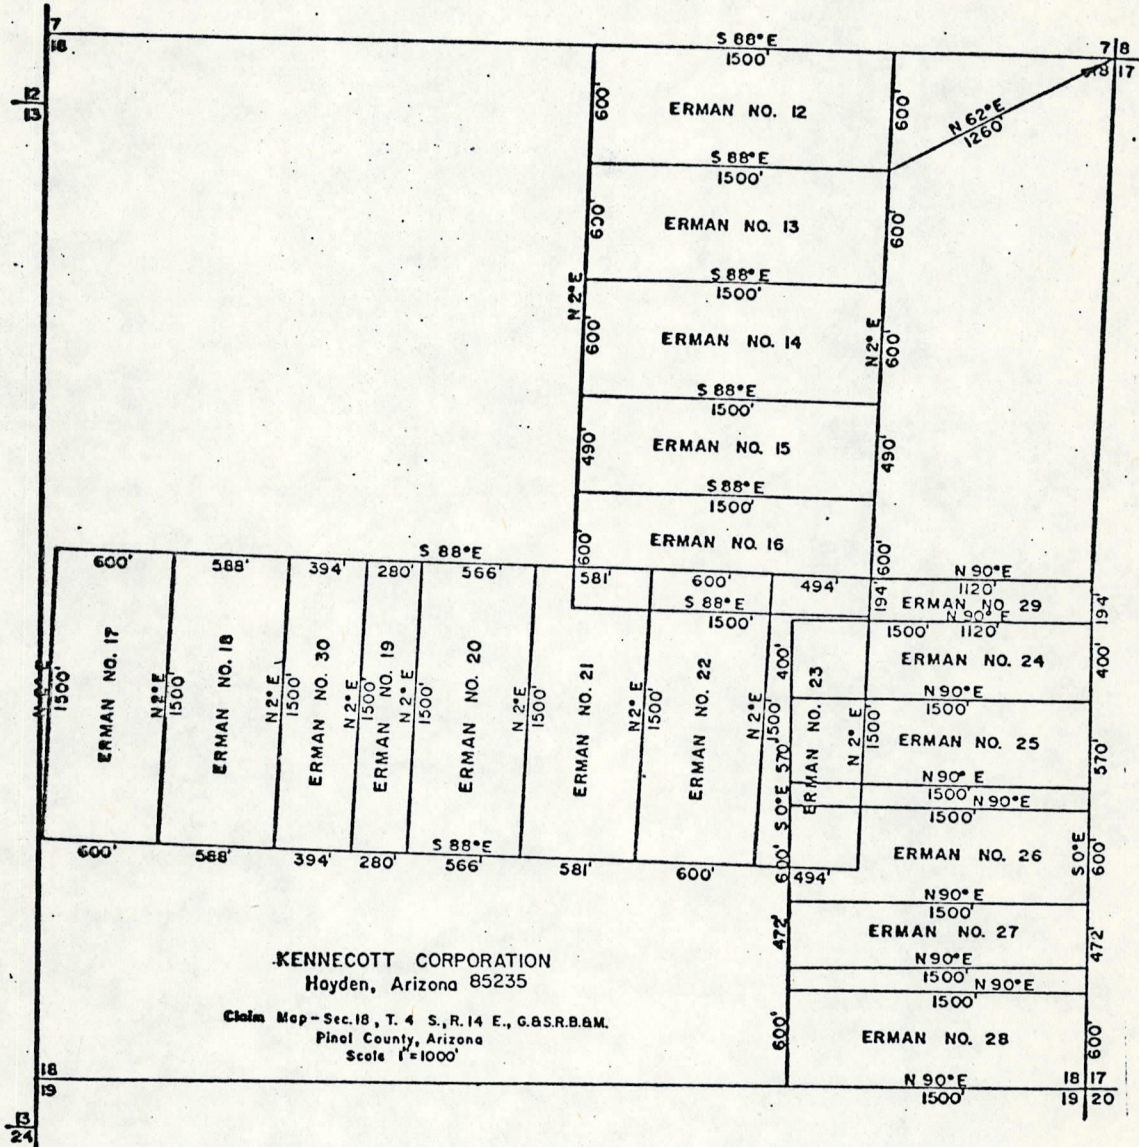 7
18
12
13
7 8
18 17
S 88° E
1500'
600'
ERMAN NO. 12
600'
N 62° E
1260'
S 88° E
1500'
600'
ERMAN NO. 13
600'
S 88° E
1500'
N 2° E
600'
ERMAN NO. 14
N 2° E
600'
S 88° E
1500'
490'
ERMAN NO. 15
490'
S 88° E
1500'
600'
ERMAN NO. 16
600'
S 88° E
600'
588'
394'
280'
566'
581'
600'
494'
S 88° E
1500'
N 90° E
1120'
194'
ERMAN NO. 29
194'
N 90° E
1500' 1120'
1500'
ERMAN NO. 17
N 2° E
1500'
ERMAN NO. 18
N 2° E
1500'
ERMAN NO. 30
N 2° E
1500'
ERMAN NO. 19
N 2° E
1500'
ERMAN NO. 20
N 2° E
1500'
ERMAN NO. 21
N 2° E
1500'
ERMAN NO. 22
N 2° E
1500'
ERMAN NO. 23
N 2° E
1500'
400'
ERMAN NO. 24
400'
N 90° E
1500'
570'
ERMAN NO. 25
570'
N 90° E
1500'
N 90° E
1500'
S 0° E
600'
ERMAN NO. 26
S 0° E
600'
600'
588'
394'
280'
S 88° E
566'
581'
600'
494'
N 90° E
1500'
472'
ERMAN NO. 27
472'
N 90° E
1500'
N 90° E
1500'
600'
ERMAN NO. 28
600'
N 90° E
1500'
KENNECOTT CORPORATION
Hayden, Arizona 85235
Claim Map - Sec. 18, T. 4 S., R. 14 E., G.&S.R.B.&M.
Pinal County, Arizona
Scale 1" = 1000'
18
19
13
24
18 17
19 20